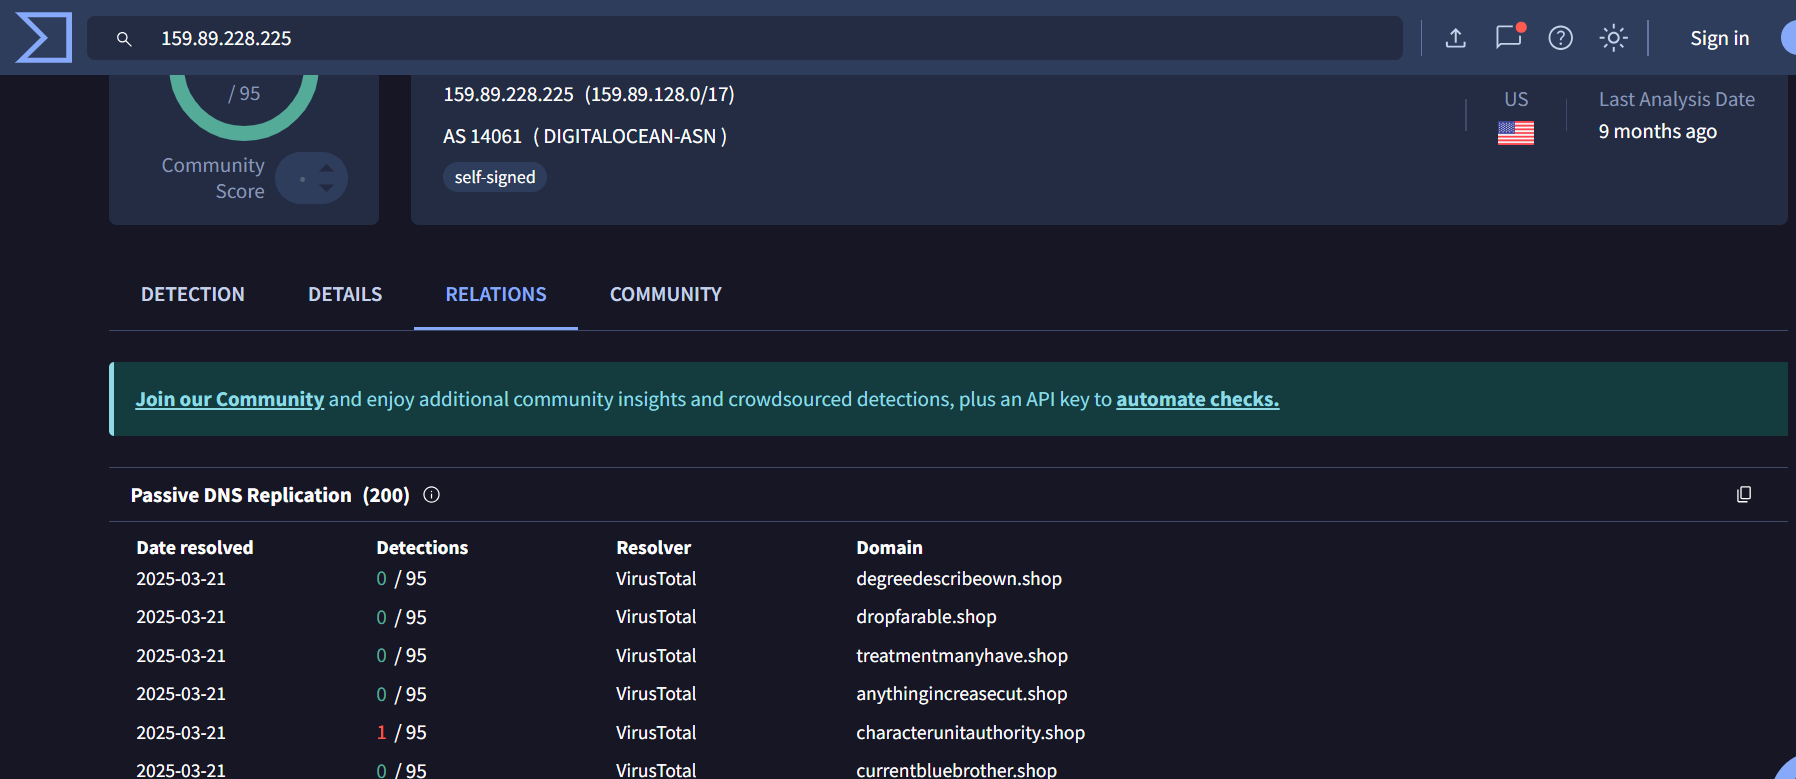 159.89.228.225
Sign in
/ 95
Community
Score
159.89.228.225 (159.89.128.0/17)
AS 14061 ( DIGITALOCEAN-ASN )
self-signed
US
Last Analysis Date
9 months ago
DETECTION DETAILS RELATIONS COMMUNITY
Join our Community and enjoy additional community insights and crowdsourced detections, plus an API key to automate checks.
Passive DNS Replication (200)
Date resolved Detections Resolver Domain
2025-03-21 0 / 95 VirusTotal degreedescribeown.shop
2025-03-21 0 / 95 VirusTotal dropfarable.shop
2025-03-21 0 / 95 VirusTotal treatmentmanyhave.shop
2025-03-21 0 / 95 VirusTotal anythingincreasecut.shop
2025-03-21 1 / 95 VirusTotal characterunitauthority.shop
2025-03-21 0 / 95 VirusTotal currentbluebrother.shop